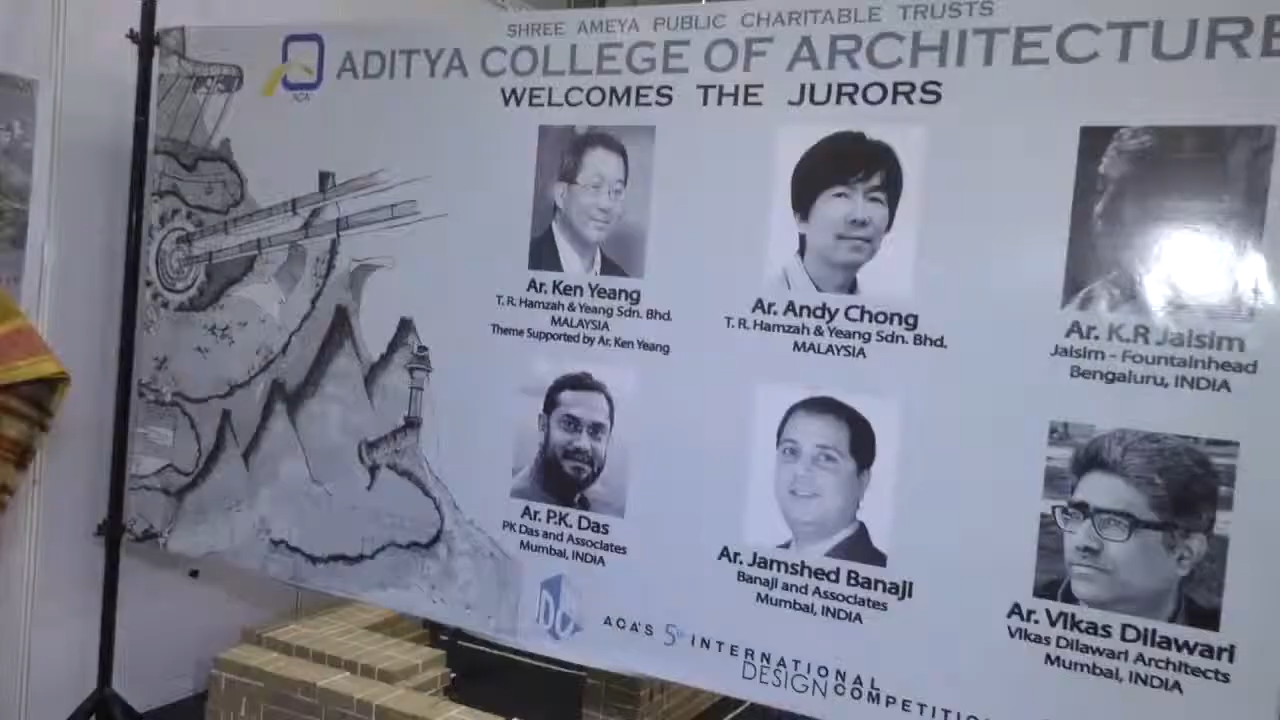 SHREE AMEYA PUBLIC CHARITABLE TRUSTS
ADITYA COLLEGE OF ARCHITECTURE
WELCOMES THE JURORS
ACA
Ar. Ken Yeang
T. R. Hamzah & Yeang Sdn. Bhd.
MALAYSIA
Theme Supported by Ar. Ken Yeang
Ar. Andy Chong
T. R. Hamzah & Yeang Sdn. Bhd.
MALAYSIA
Ar. K.R Jaisim
Jaisim - Fountainhead
Bengaluru, INDIA
Ar. P.K. Das
PK Das and Associates
Mumbai, INDIA
Ar. Jamshed Banaji
Banaji and Associates
Mumbai, INDIA
Ar. Vikas Dilawari
Vikas Dilawari Architects
Mumbai, INDIA
ACA'S 5th INTERNATIONAL
DESIGN COMPETITI